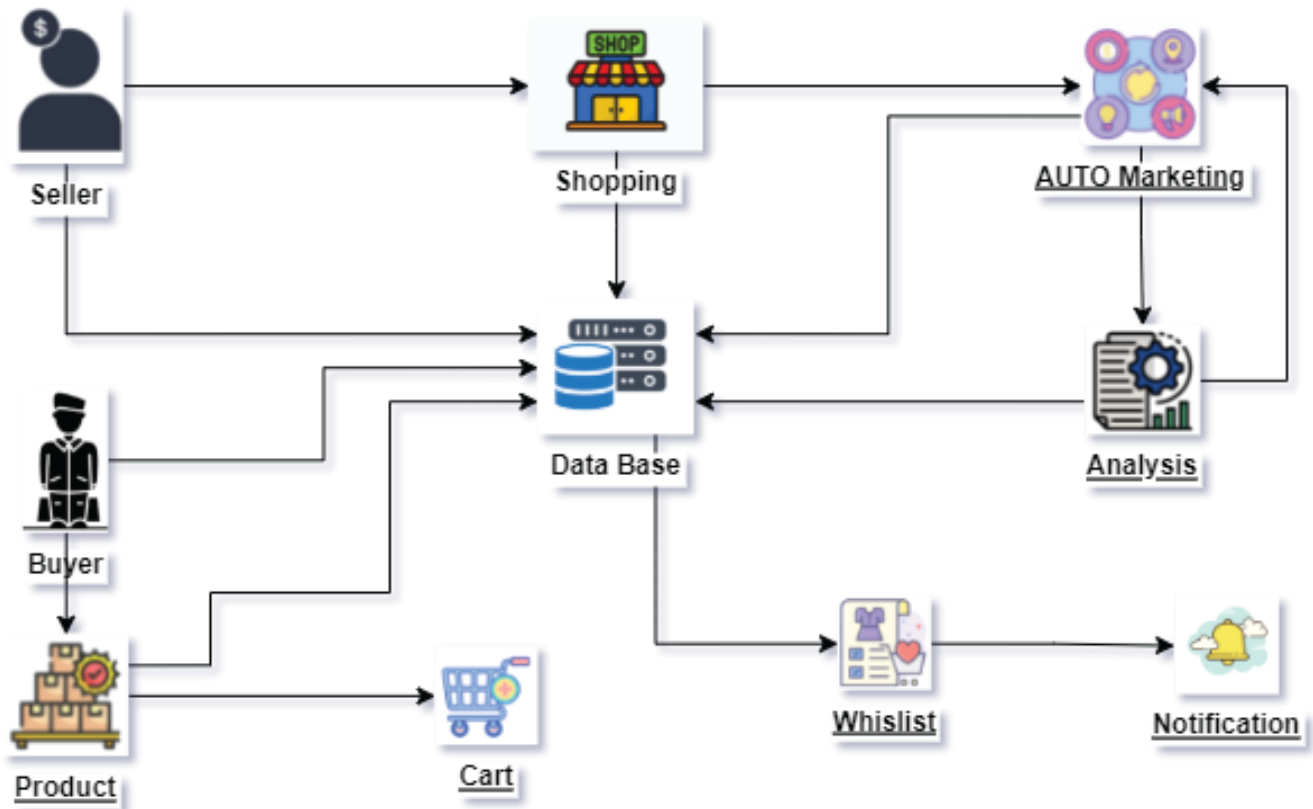 $
SHOP
$
Seller
Shopping
AUTO Marketing
Data Base
Analysis
Buyer
Whislist
Notification
Product
Cart